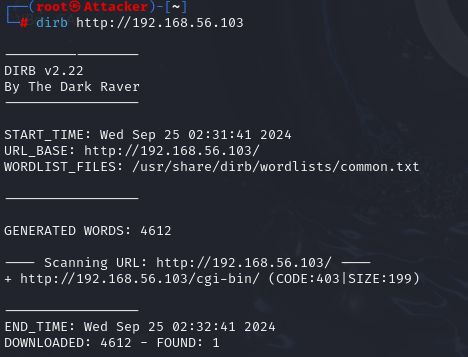 ┌──(root㉿Attacker)-[~]
└─# dirb http://192.168.56.103

-----------------
DIRB v2.22
By The Dark Raver
-----------------

START_TIME: Wed Sep 25 02:31:41 2024
URL_BASE: http://192.168.56.103/
WORDLIST_FILES: /usr/share/dirb/wordlists/common.txt

-----------------

GENERATED WORDS: 4612

---- Scanning URL: http://192.168.56.103/ ----
+ http://192.168.56.103/cgi-bin/ (CODE:403|SIZE:199)

-----------------
END_TIME: Wed Sep 25 02:32:41 2024
DOWNLOADED: 4612 - FOUND: 1